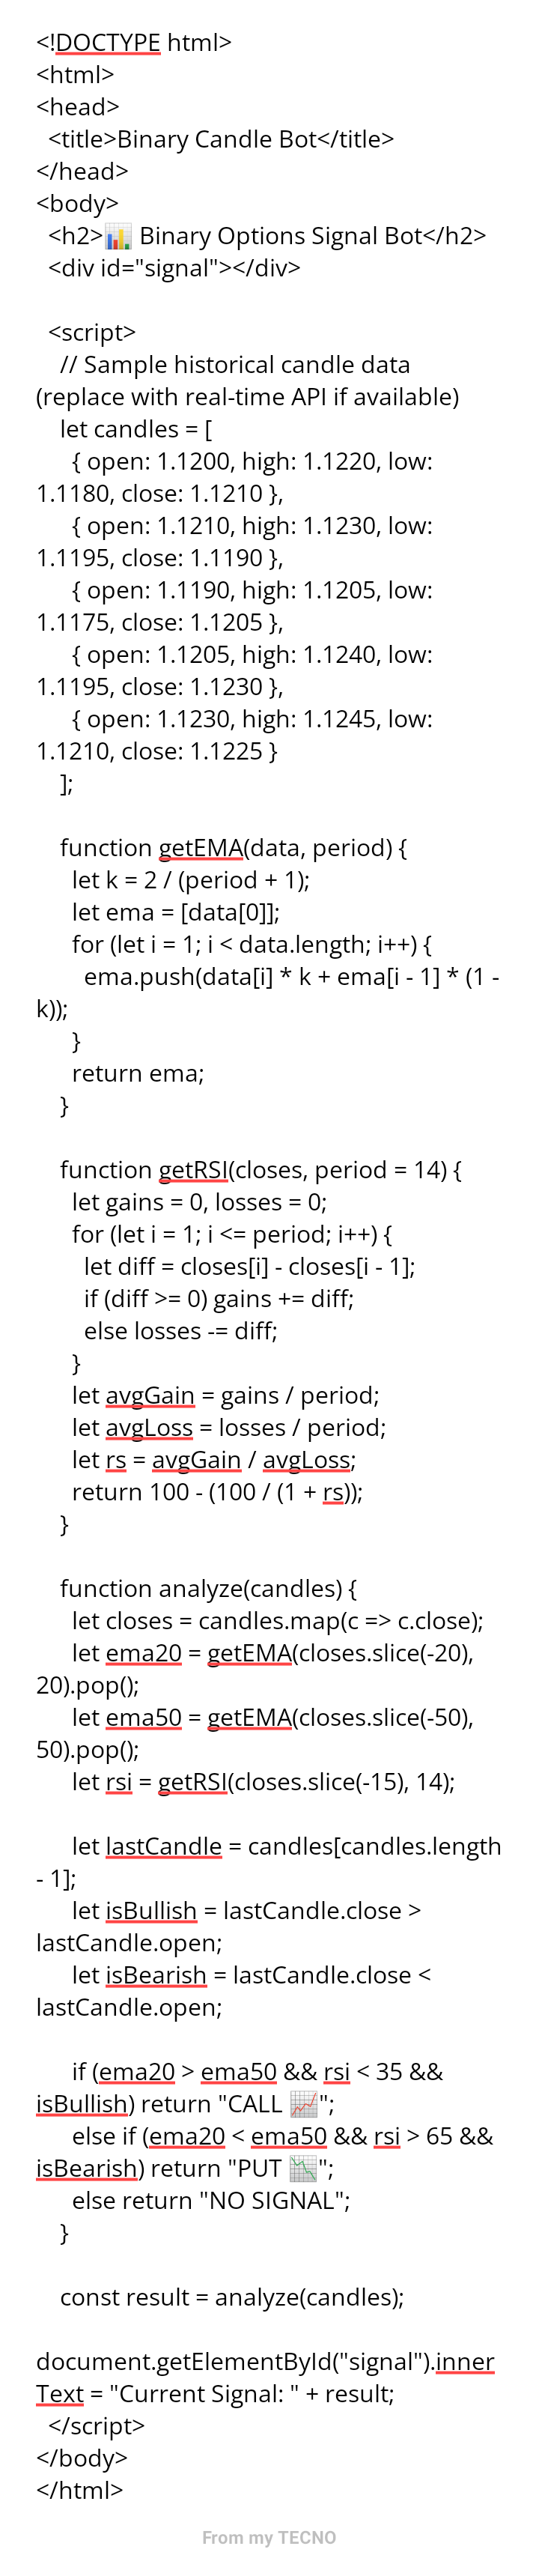 <!DOCTYPE html>
<html>
<head>
<title>Binary Candle Bot</title>
</head>
<body>
<h2>📊 Binary Options Signal Bot</h2>
<div id="signal"></div>
<script>
// Sample historical candle data
(replace with real-time API if available)
let candles = [
{ open: 1.1200, high: 1.1220, low:
1.1180, close: 1.1210 },
{ open: 1.1210, high: 1.1230, low:
1.1195, close: 1.1190 },
{ open: 1.1190, high: 1.1205, low:
1.1175, close: 1.1205 },
{ open: 1.1205, high: 1.1240, low:
1.1195, close: 1.1230 },
{ open: 1.1230, high: 1.1245, low:
1.1210, close: 1.1225 }
];
function getEMA(data, period) {
let k = 2 / (period + 1);
let ema = [data[0]];
for (let i = 1; i < data.length; i++) {
ema.push(data[i] * k + ema[i - 1] * (1 -
k));
}
return ema;
}
function getRSI(closes, period = 14) {
let gains = 0, losses = 0;
for (let i = 1; i <= period; i++) {
let diff = closes[i] - closes[i - 1];
if (diff >= 0) gains += diff;
else losses -= diff;
}
let avgGain = gains / period;
let avgLoss = losses / period;
let rs = avgGain / avgLoss;
return 100 - (100 / (1 + rs));
}
function analyze(candles) {
let closes = candles.map(c => c.close);
let ema20 = getEMA(closes.slice(-20),
20).pop();
let ema50 = getEMA(closes.slice(-50),
50).pop();
let rsi = getRSI(closes.slice(-15), 14);
let lastCandle = candles[candles.length
- 1];
let isBullish = lastCandle.close >
lastCandle.open;
let isBearish = lastCandle.close <
lastCandle.open;
if (ema20 > ema50 && rsi < 35 &&
isBullish) return "CALL 📈";
else if (ema20 < ema50 && rsi > 65 &&
isBearish) return "PUT 📉";
else return "NO SIGNAL";
}
const result = analyze(candles);
document.getElementById("signal").inner
Text = "Current Signal: " + result;
</script>
</body>
</html>
From my TECNO